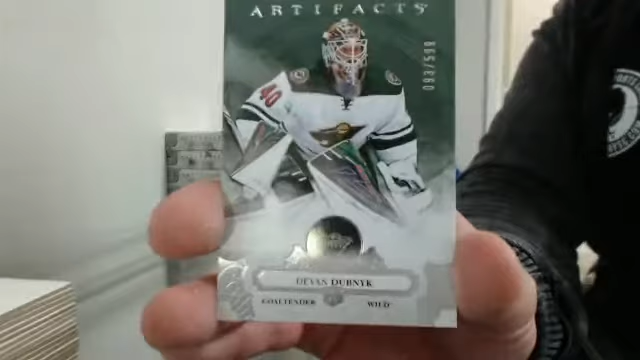 ARTIFACTS
093/599
40
DEVAN DUBNYK
GOALTENDER WILD